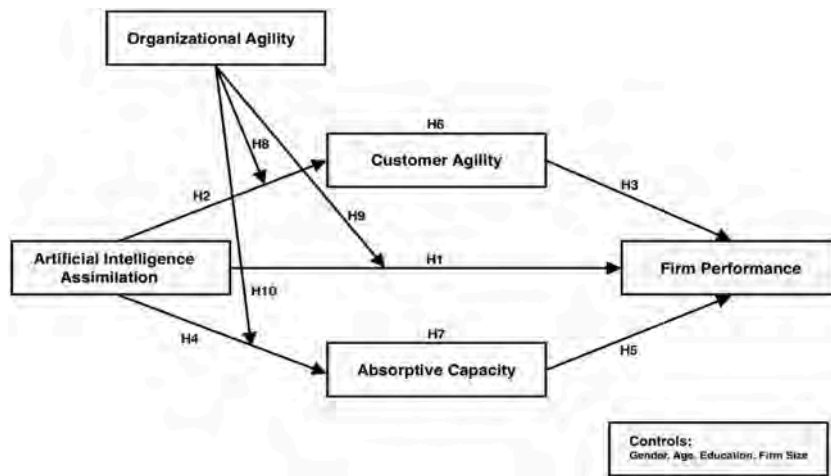 Organizational Agility
H6
H8
Customer Agility
H2
H3
H9
Artificial Intelligence
Assimilation
H1
Firm Performance
H10
H4
H7
H5
Absorptive Capacity
Controls:
Gender, Age, Education, Firm Size